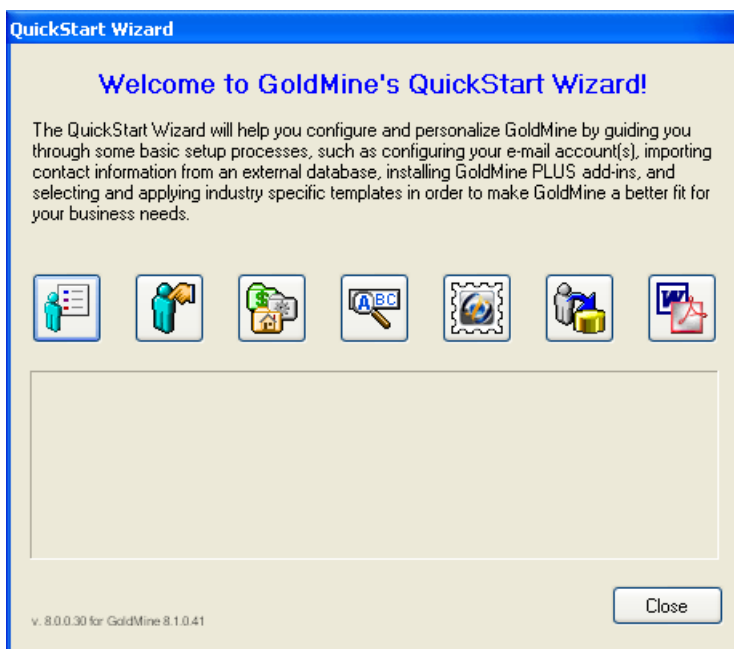 QuickStart Wizard
Welcome to GoldMine's QuickStart Wizard!
The QuickStart Wizard will help you configure and personalize GoldMine by guiding you
through some basic setup processes, such as configuring your e-mail account(s), importing
contact information from an external database, installing GoldMine PLUS add-ins, and
selecting and applying industry specific templates in order to make GoldMine a better fit for
your business needs.
ABC
W
Close
v. 8.0.0.30 for GoldMine 8.1.0.41